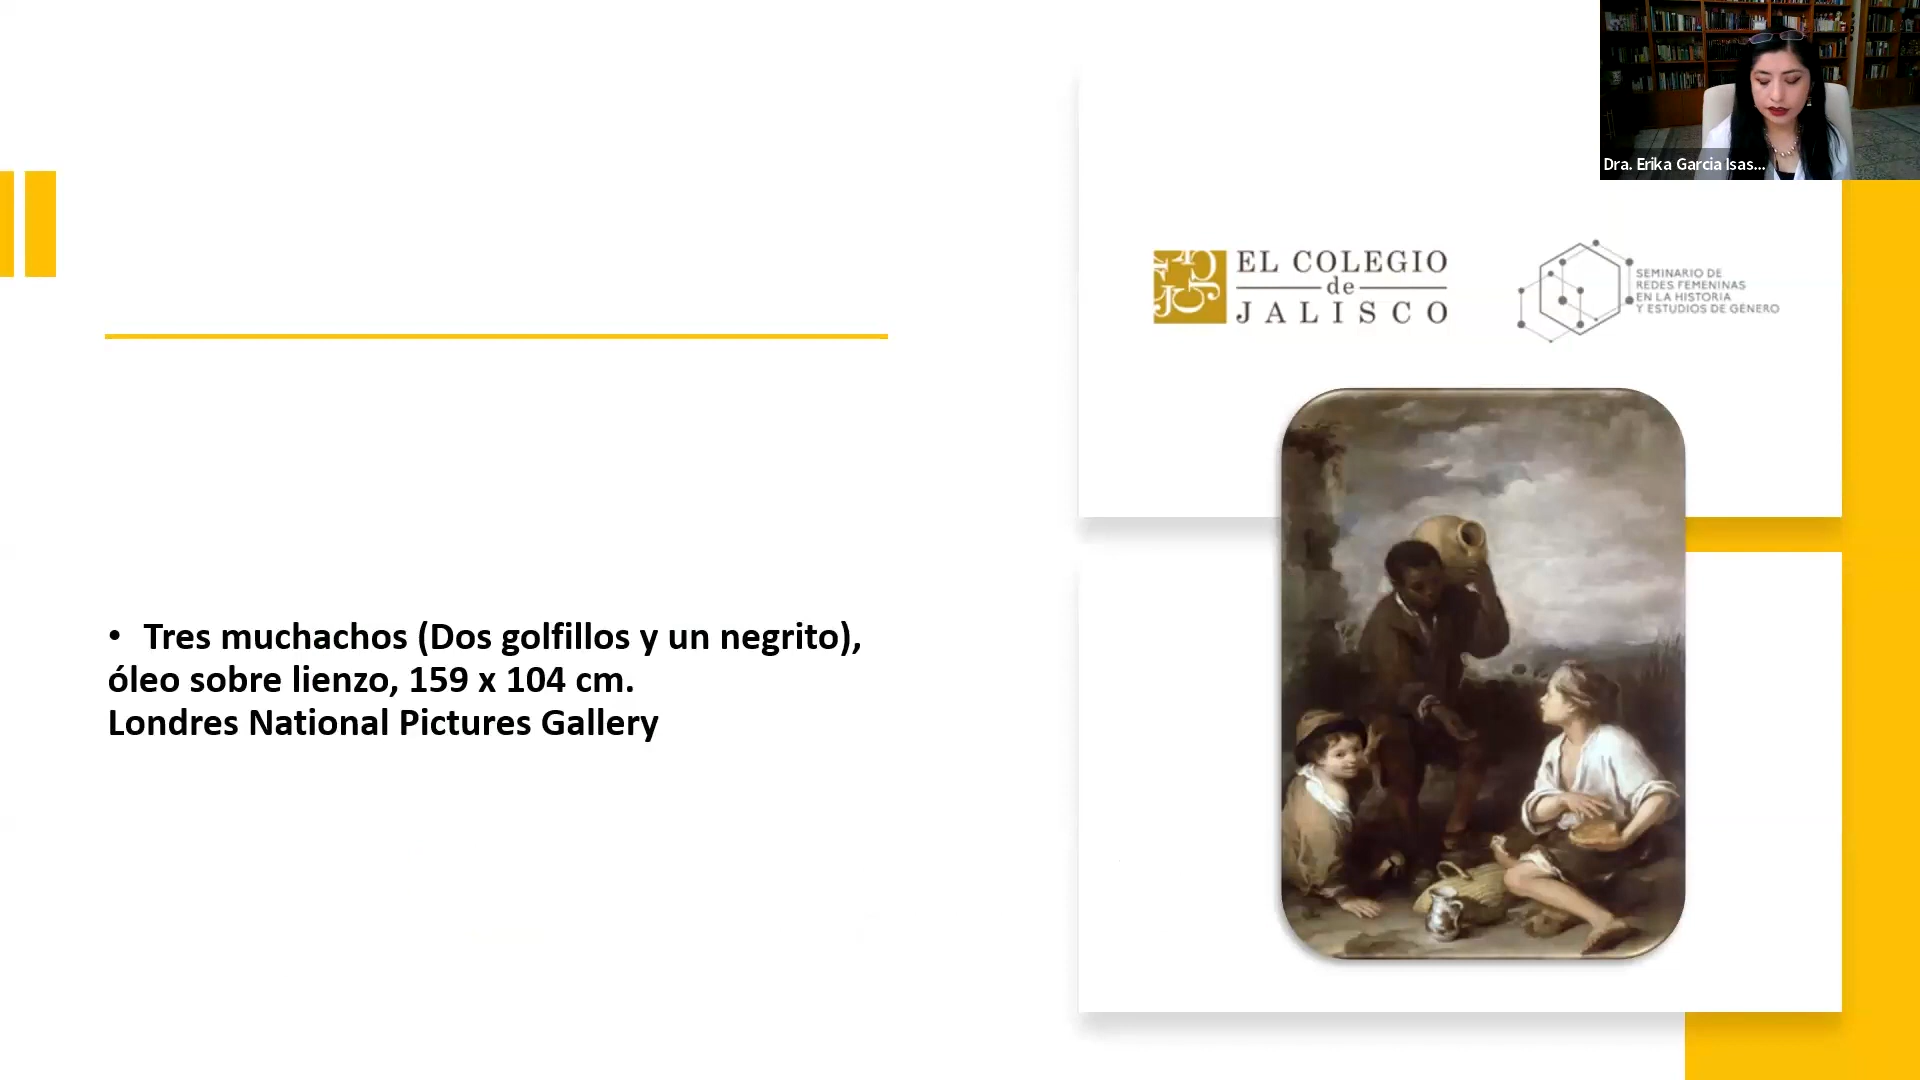 Dra. Erika Garcia Isas...
EL COLEGIO
de
JALISCO
SEMINARIO DE
REDES FEMENINAS
EN LA HISTORIA
Y ESTUDIOS DE GÉNERO
• Tres muchachos (Dos golfillos y un negrito),
óleo sobre lienzo, 159 x 104 cm.
Londres National Pictures Gallery